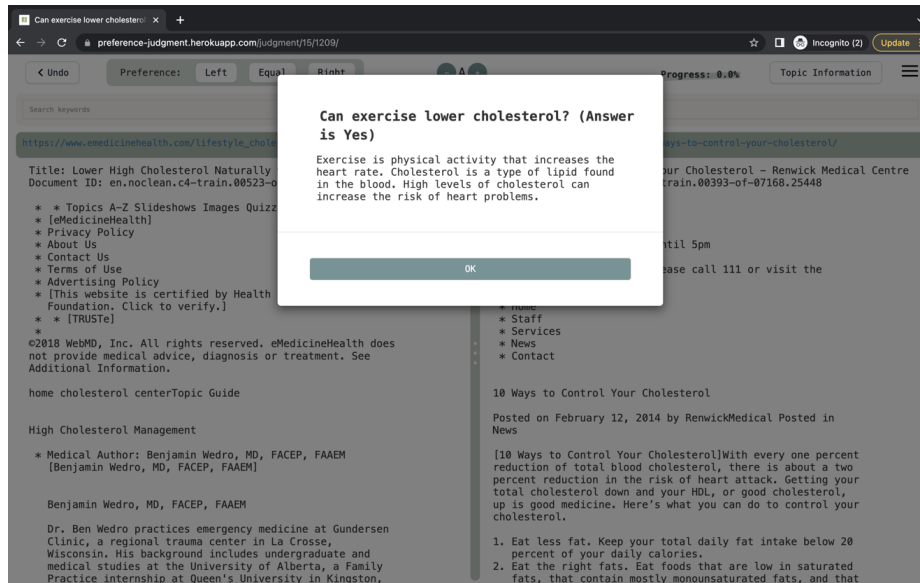 Can exercise lower cholesterol
preference-judgment.herokuapp.com/judgment/15/1209/
Incognito (2)
Update
Undo
Preference:
Left
Equal
Right
A
Progress: 0.0%
Topic Information
Search keywords
Can exercise lower cholesterol? (Answer
is Yes)
Exercise is physical activity that increases the
heart rate. Cholesterol is a type of lipid found
in the blood. High levels of cholesterol can
increase the risk of heart problems.
OK
https://www.emedicinehealth.com/lifestyle_chole
Title: Lower High Cholesterol Naturally
Document ID: en.noclean.c4-train.00523-o
* * Topics A-Z Slideshows Images Quizz
* [eMedicineHealth]
* Privacy Policy
* About Us
* Contact Us
* Terms of Use
* Advertising Policy
* [This website is certified by Health
Foundation. Click to verify.]
* * [TRUSTe]
*
©2018 WebMD, Inc. All rights reserved. eMedicineHealth does
not provide medical advice, diagnosis or treatment. See
Additional Information.
home cholesterol centerTopic Guide
High Cholesterol Management
* Medical Author: Benjamin Wedro, MD, FACEP, FAAEM
[Benjamin Wedro, MD, FACEP, FAAEM]
Benjamin Wedro, MD, FACEP, FAAEM
Dr. Ben Wedro practices emergency medicine at Gundersen
Clinic, a regional trauma center in La Crosse,
Wisconsin. His background includes undergraduate and
medical studies at the University of Alberta, a Family
Practice internship at Queen's University in Kingston,
ays-to-control-your-cholesterol/
our Cholesterol – Renwick Medical Centre
train.00393-of-07168.25448
ntil 5pm
ease call 111 or visit the
* Home
* Staff
* Services
* News
* Contact
10 Ways to Control Your Cholesterol
Posted on February 12, 2014 by RenwickMedical Posted in
News
[10 Ways to Control Your Cholesterol]With every one percent
reduction of total blood cholesterol, there is about a two
percent reduction in the risk of heart attack. Getting your
total cholesterol down and your HDL, or good cholesterol,
up is good medicine. Here's what you can do to control your
cholesterol.
1. Eat less fat. Keep your total daily fat intake below 20
percent of your daily calories.
2. Eat the right fats. Eat foods that are low in saturated
fats, that contain mostly monounsaturated fats, and that